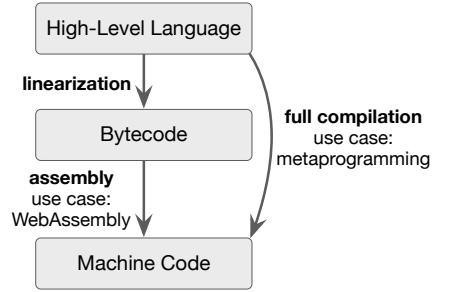 High-Level Language
linearization
full compilation
use case:
metaprogramming
Bytecode
assembly
use case:
WebAssembly
Machine Code